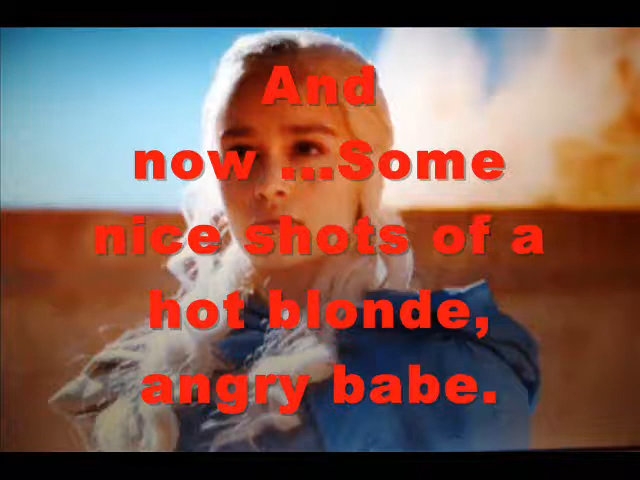 And
now ...Some
nice shots of a
hot blonde,
angry babe.